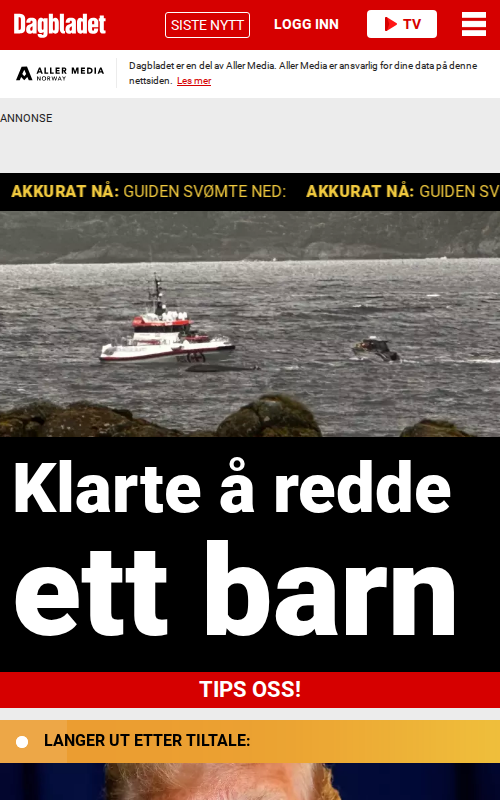 Dagbladet
SISTE NYTT
LOGG INN
TV
ALLER MEDIA
NORWAY
Dagbladet er en del av Aller Media. Aller Media er ansvarlig for dine data på denne
nettsiden. Les mer
ANNONSE
AKKURAT NÅ: GUIDEN SVØMTE NED: AKKURAT NÅ: GUIDEN SV
Klarte å redde
ett barn
TIPS OSS!
LANGER UT ETTER TILTALE: